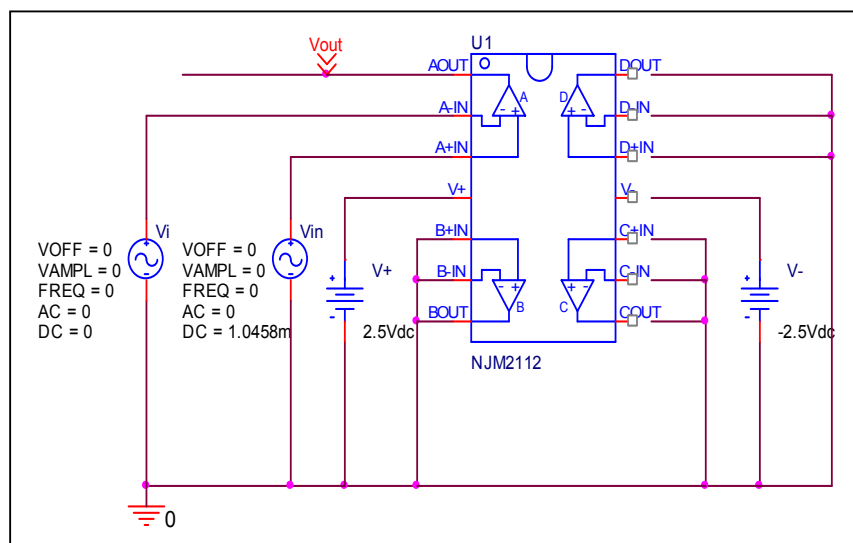 Vout
U1
AOUT
A-IN
A+IN
V+
B+IN
B-IN
BOUT
A
D
B
C
DOUT
D-IN
D+IN
V-
C+IN
C-IN
COUT
NJM2112
Vi
VOFF = 0
VAMPL = 0
FREQ = 0
AC = 0
DC = 0
Vin
VOFF = 0
VAMPL = 0
FREQ = 0
AC = 0
DC = 1.0458m
V+
2.5Vdc
V-
-2.5Vdc
0